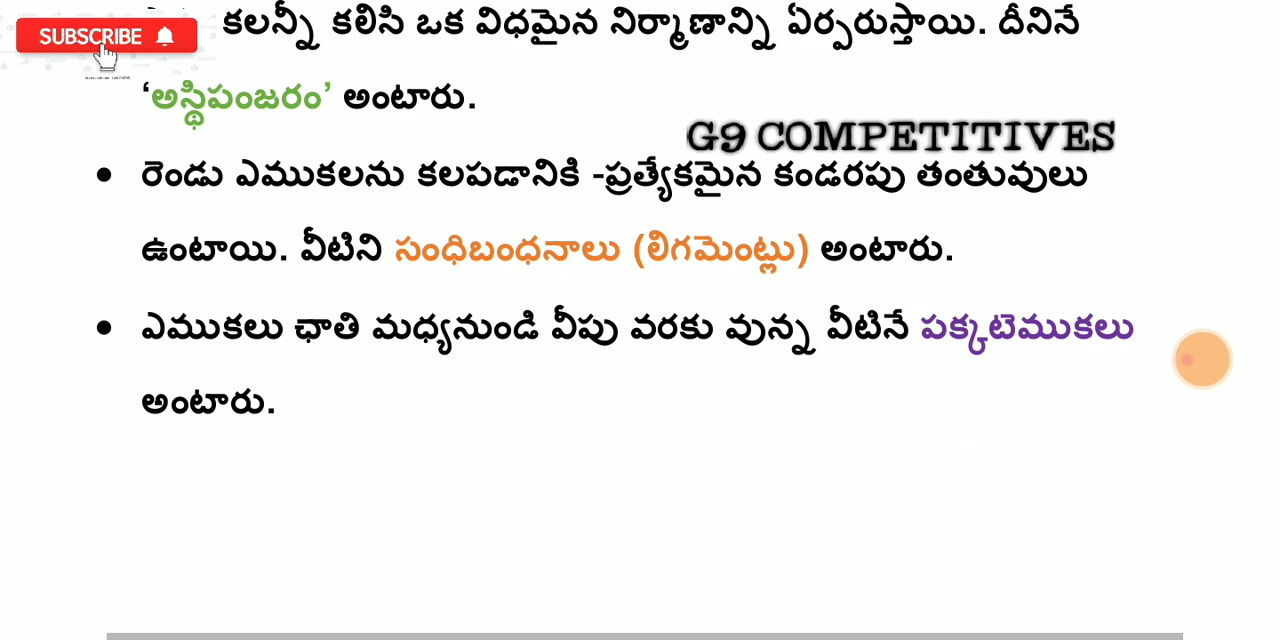 SUBSCRIBE
కలన్నీ కలిసి ఒక విధమైన నిర్మాణాన్ని ఏర్పరుస్తాయి. దీనినే
‘అస్థిపంజరం’ అంటారు.
G9 COMPETITIVES
• రెండు ఎముకలను కలపడానికి -ప్రత్యేకమైన కండరపు తంతువులు
ఉంటాయి. వీటిని సంధిబంధనాలు (లిగమెంట్లు) అంటారు.
• ఎముకలు ఛాతి మధ్యనుండి వీపు వరకు వున్న వీటినే పక్కటెముకలు
అంటారు.